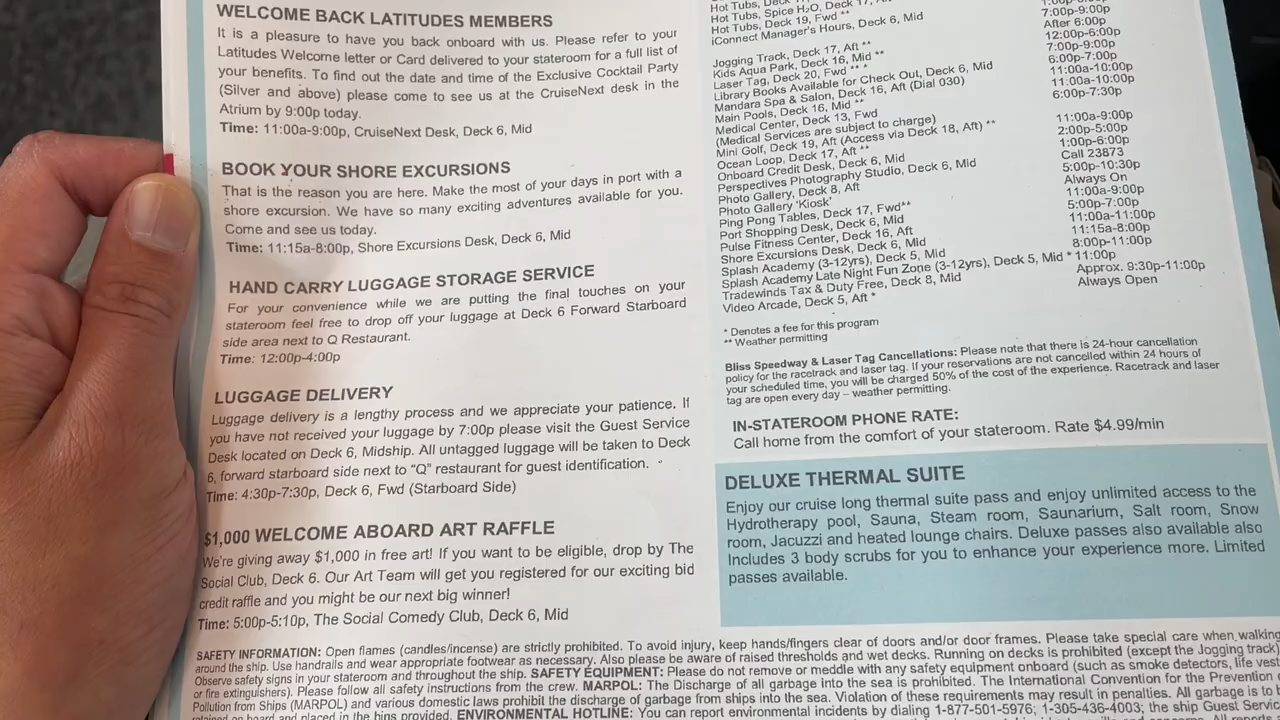 WELCOME BACK LATITUDES MEMBERS
It is a pleasure to have you back onboard with us. Please refer to your
Latitudes Welcome letter or Card delivered to your stateroom for a full list of
your benefits. To find out the date and time of the Exclusive Cocktail Party
(Silver and above) please come to see us at the CruiseNext desk in the
Atrium by 9:00p today.
Time: 11:00a-9:00p, CruiseNext Desk, Deck 6, Mid
BOOK YOUR SHORE EXCURSIONS
That is the reason you are here. Make the most of your days in port with a
shore excursion. We have so many exciting adventures available for you.
Come and see us today.
Time: 11:15a-8:00p, Shore Excursions Desk, Deck 6, Mid
HAND CARRY LUGGAGE STORAGE SERVICE
For your convenience while we are putting the final touches on your
stateroom feel free to drop off your luggage at Deck 6 Forward Starboard
side area next to Q Restaurant.
Time: 12:00p-4:00p
LUGGAGE DELIVERY
Luggage delivery is a lengthy process and we appreciate your patience. If
you have not received your luggage by 7:00p please visit the Guest Service
Desk located on Deck 6, Midship. All untagged luggage will be taken to Deck
6, forward starboard side next to “Q” restaurant for guest identification.
Time: 4:30p-7:30p, Deck 6, Fwd (Starboard Side)
$1,000 WELCOME ABOARD ART RAFFLE
We're giving away $1,000 in free art! If you want to be eligible, drop by The
Social Club, Deck 6. Our Art Team will get you registered for our exciting bid
credit raffle and you might be our next big winner!
Time: 5:00p-5:10p, The Social Comedy Club, Deck 6, Mid
Hot Tubs, Spice H₂O, Deck 17,
Hot Tubs, Deck 19, Fwd **
iConnect Manager's Hours, Deck 6, Mid
Jogging Track, Deck 17, Aft **
Kids Aqua Park, Deck 16, Mid **
Laser Tag, Deck 20, Fwd ** *
Library Books Available for Check Out, Deck 6, Mid
Mandara Spa & Salon, Deck 16, Aft (Dial 030)
Main Pools, Deck 16, Mid **
Medical Center, Deck 13, Fwd
(Medical Services are subject to charge)
Mini Golf, Deck 19, Aft (Access via Deck 18, Aft) **
Ocean Loop, Deck 17, Aft **
Onboard Credit Desk, Deck 6, Mid
Perspectives Photography Studio, Deck 6, Mid
Photo Gallery, Deck 8, Aft
Photo Gallery 'Kiosk'
Ping Pong Tables, Deck 17, Fwd**
Port Shopping Desk, Deck 6, Mid
Pulse Fitness Center, Deck 16, Aft
Shore Excursions Desk, Deck 6, Mid
Splash Academy (3-12yrs), Deck 5, Mid
Splash Academy Late Night Fun Zone (3-12yrs), Deck 5, Mid *
Tradewinds Tax & Duty Free, Deck 8, Mid
Video Arcade, Deck 5, Aft *
7:00p-9:00p
After 6:00p
12:00p-6:00p
7:00p-9:00p
6:00p-7:00p
11:00a-10:00p
11:00a-10:00p
6:00p-7:30p
11:00a-9:00p
2:00p-5:00p
1:00p-6:00p
Call 23873
5:00p-10:30p
Always On
11:00a-9:00p
5:00p-7:00p
11:00a-11:00p
11:15a-8:00p
8:00p-11:00p
11:00p
Approx. 9:30p-11:00p
Always Open
* Denotes a fee for this program
** Weather permitting
Bliss Speedway & Laser Tag Cancellations: Please note that there is 24-hour cancellation
policy for the racetrack and laser tag. If your reservations are not cancelled within 24 hours of
your scheduled time, you will be charged 50% of the cost of the experience. Racetrack and laser
tag are open every day – weather permitting.
IN-STATEROOM PHONE RATE:
Call home from the comfort of your stateroom. Rate $4.99/min
DELUXE THERMAL SUITE
Enjoy our cruise long thermal suite pass and enjoy unlimited access to the
Hydrotherapy pool, Sauna, Steam room, Saunarium, Salt room, Snow
room, Jacuzzi and heated lounge chairs. Deluxe passes also available also
Includes 3 body scrubs for you to enhance your experience more. Limited
passes available.
SAFETY INFORMATION: Open flames (candles/incense) are strictly prohibited. To avoid injury, keep hands/fingers clear of doors and/or door frames. Please take special care when walking
around the ship. Use handrails and wear appropriate footwear as necessary. Also please be aware of raised thresholds and wet decks. Running on decks is prohibited (except the Jogging track)
Observe safety signs in your stateroom and throughout the ship. SAFETY EQUIPMENT: Please do not remove or meddle with any safety equipment onboard (such as smoke detectors, life vest
or fire extinguishers). Please follow all safety instructions from the crew. MARPOL: The Discharge of all garbage into the sea is prohibited. The International Convention for the Prevention
Pollution from Ships (MARPOL) and various domestic laws prohibit the discharge of garbage from ships into the sea. Violation of these requirements may result in penalties. All garbage is to
retained on board and placed in the bins provided. ENVIRONMENTAL HOTLINE: You can report environmental incidents by dialing 1-877-501-5976; 1-305-436-4003; the ship Guest Servic